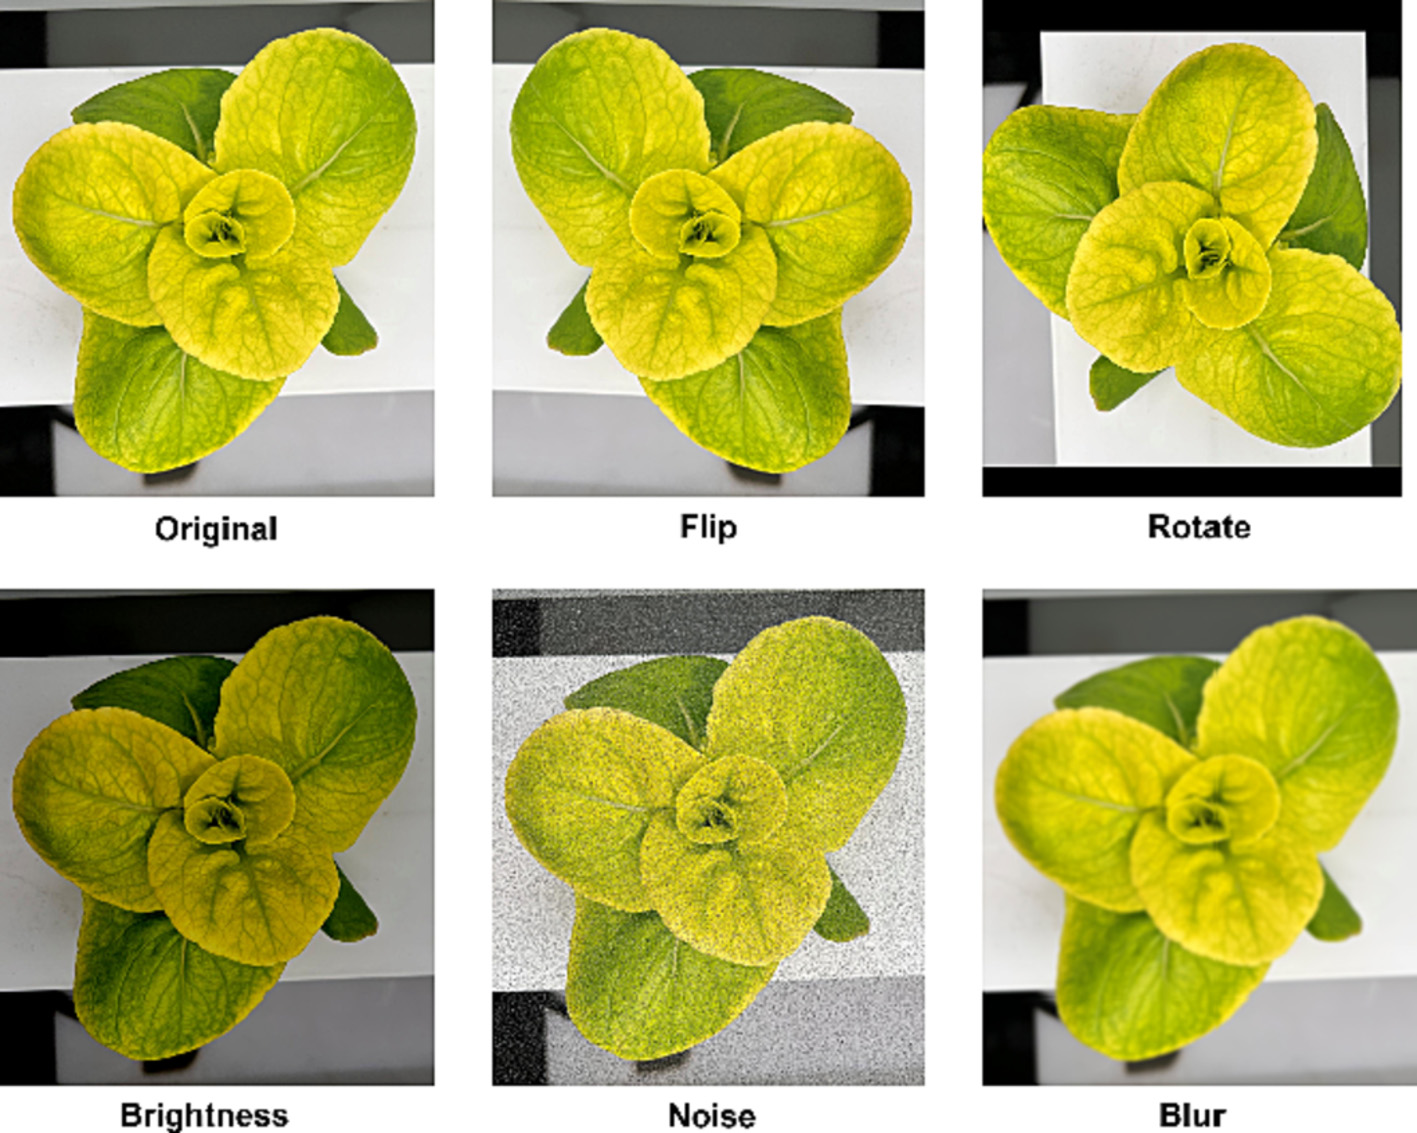 Original
Flip
Rotate
Brightness
Noise
Blur